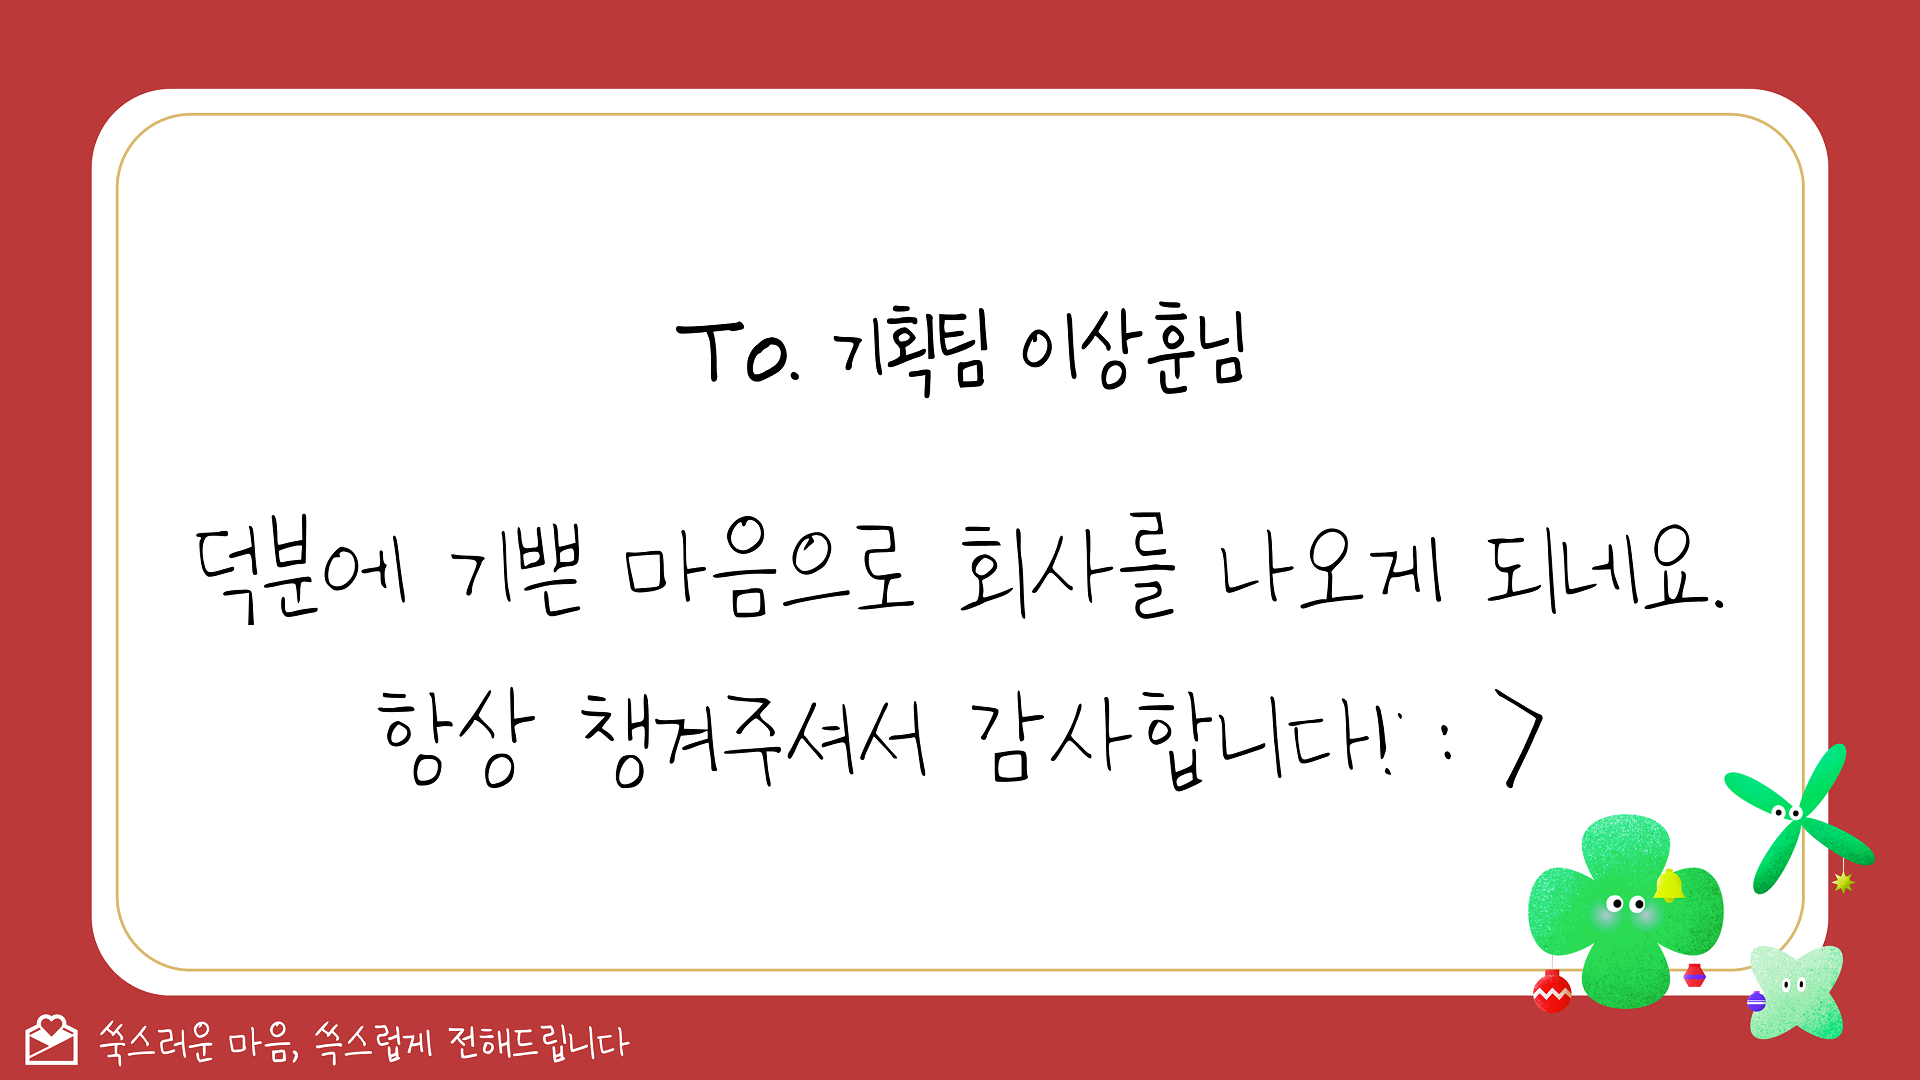 To. 기획팀 이상훈님
덕분에 기쁜 마음으로 회사를 나오게 되네요.
항상 챙겨주셔서 감사합니다! : >
쑥스러운 마음, 쓱스럽게 전해드립니다